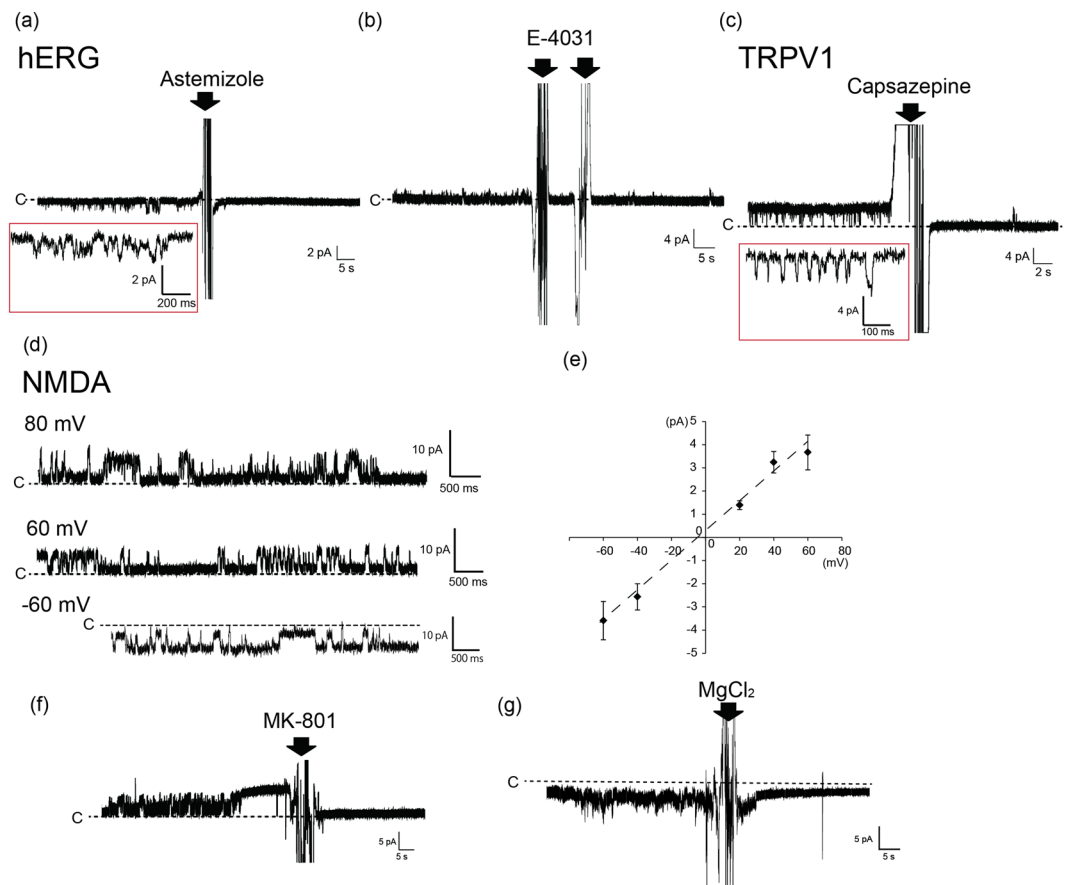 (a)
hERG
Astemizole
C
2 pA
5 s
2 pA
200 ms
(b)
E-4031
C
4 pA
5 s
(c)
TRPV1
Capsazepine
C
4 pA
2 s
4 pA
100 ms
(d)
NMDA
80 mV
C
10 pA
500 ms
60 mV
C
10 pA
500 ms
-60 mV
C
10 pA
500 ms
(e)
(pA)
5
4
3
2
1
0
-1
-2
-3
-4
-5
-60 -40 -20 0 20 40 60 80
(mV)
(f)
MK-801
C
5 pA
5 s
(g)
MgCl₂
C
5 pA
5 s